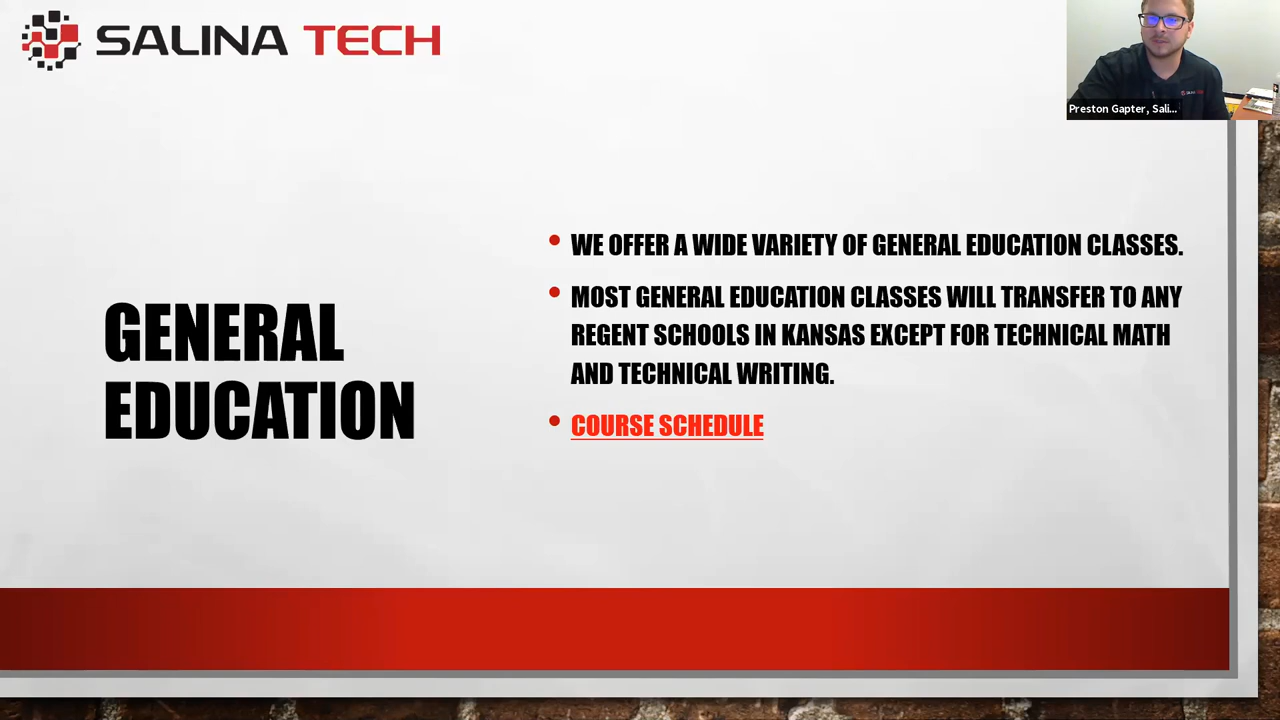 SALINA TECH
Preston Gapter, Sali...
GENERAL
EDUCATION
• WE OFFER A WIDE VARIETY OF GENERAL EDUCATION CLASSES.
• MOST GENERAL EDUCATION CLASSES WILL TRANSFER TO ANY
REGENT SCHOOLS IN KANSAS EXCEPT FOR TECHNICAL MATH
AND TECHNICAL WRITING.
• COURSE SCHEDULE